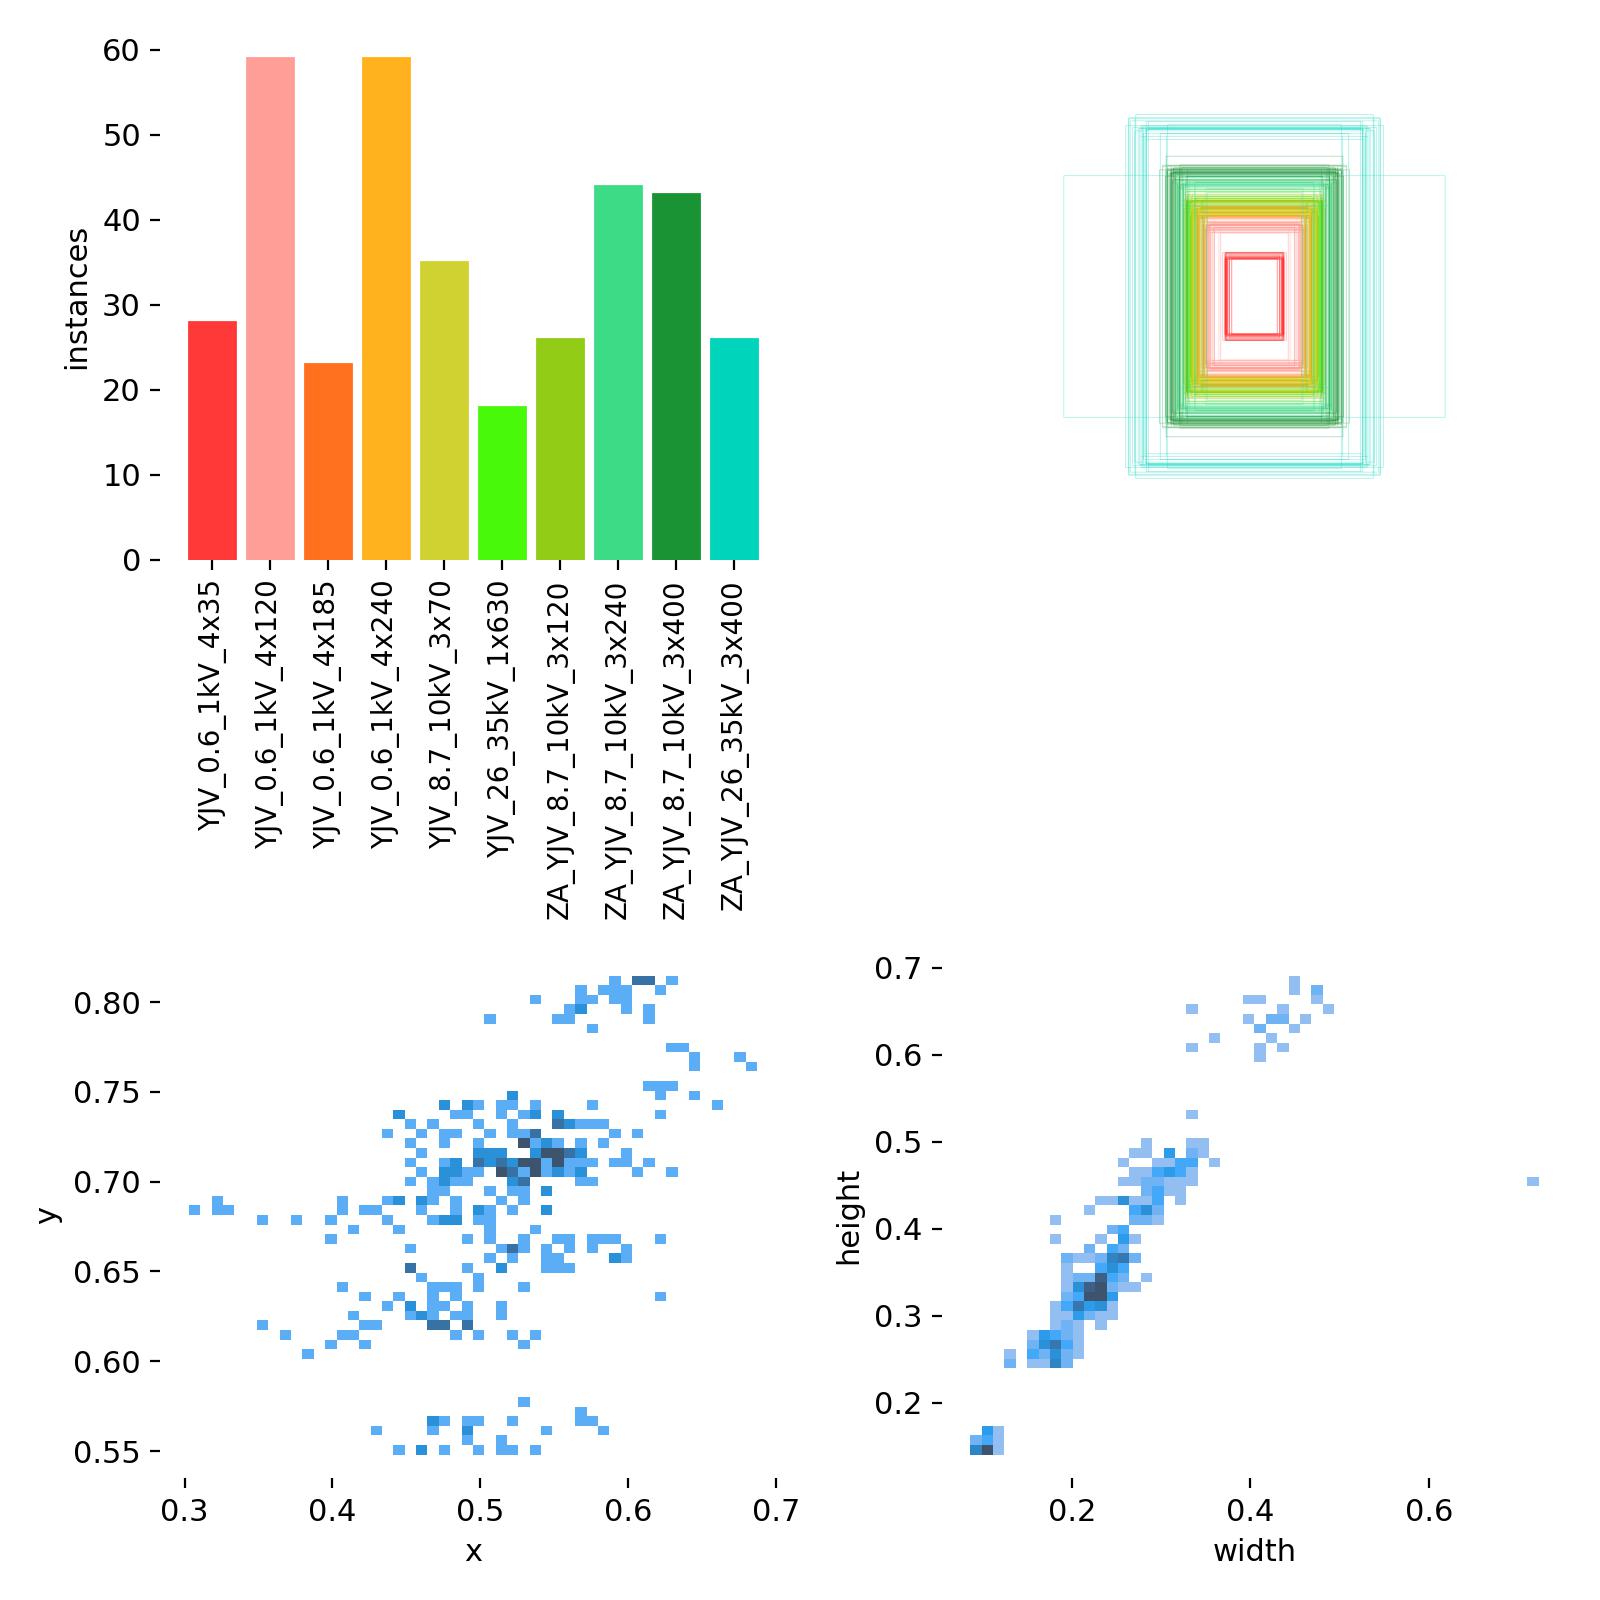 60
50
40
30
20
10
0
instances
YJV_0.6_1kV_4x35
YJV_0.6_1kV_4x120
YJV_0.6_1kV_4x185
YJV_0.6_1kV_4x240
YJV_8.7_10kV_3x70
YJV_26_35kV_1x630
ZA_YJV_8.7_10kV_3x120
ZA_YJV_8.7_10kV_3x240
ZA_YJV_8.7_10kV_3x400
ZA_YJV_26_35kV_3x400
0.80
0.75
0.70
0.65
0.60
0.55
y
0.3 0.4 0.5 0.6 0.7
x
0.7
0.6
0.5
0.4
0.3
0.2
height
0.2 0.4 0.6
width